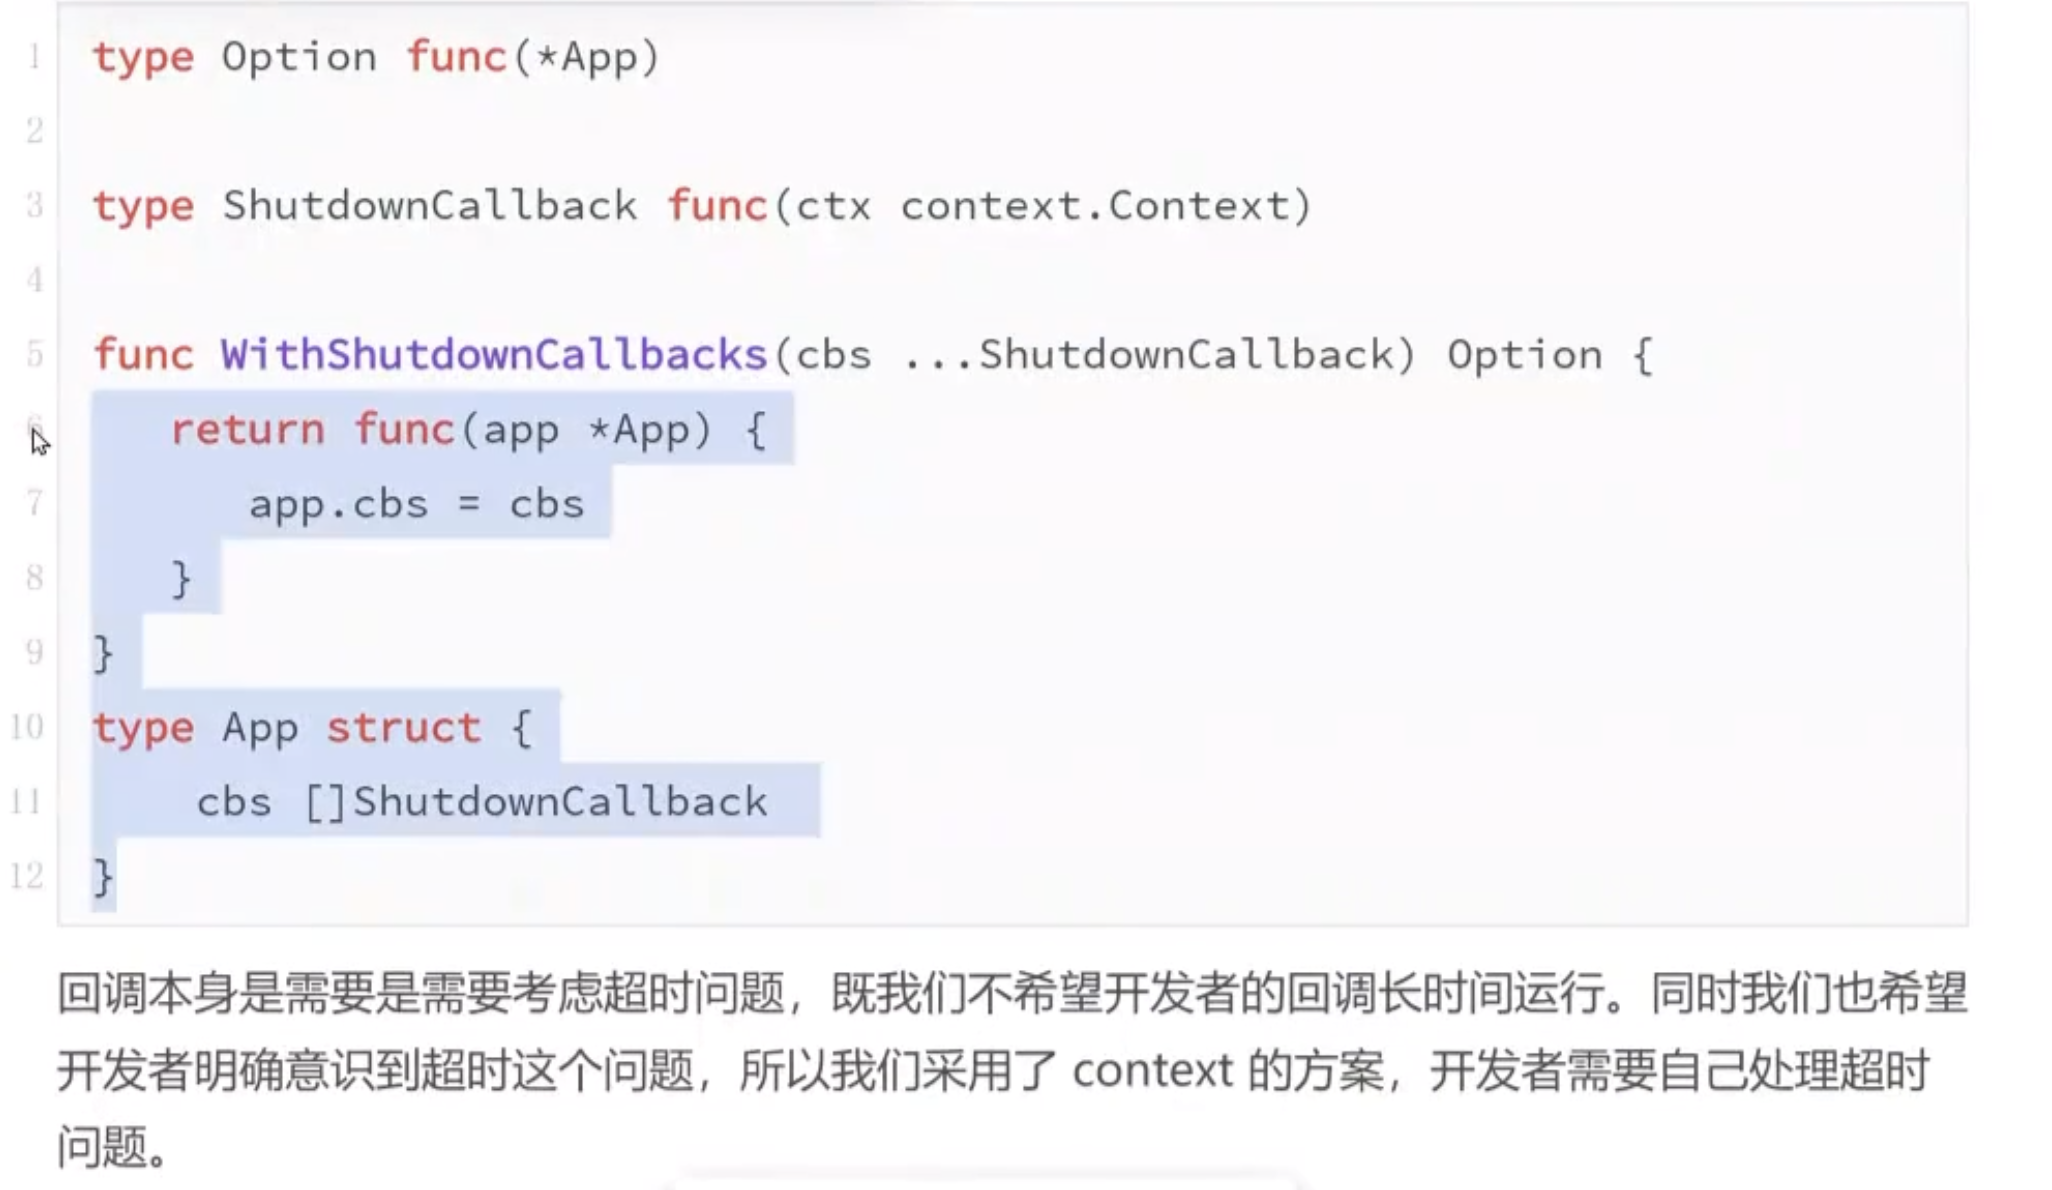 1 type Option func(*App)
2
3 type ShutdownCallback func(ctx context.Context)
4
5 func WithShutdownCallbacks(cbs ...ShutdownCallback) Option {
6     return func(app *App) {
7         app.cbs = cbs
8     }
9 }
10 type App struct {
11     cbs []ShutdownCallback
12 }
回调本身是需要是需要考虑超时问题，既我们不希望开发者的回调长时间运行。同时我们也希望
开发者明确意识到超时这个问题，所以我们采用了 context 的方案，开发者需要自己处理超时
问题。